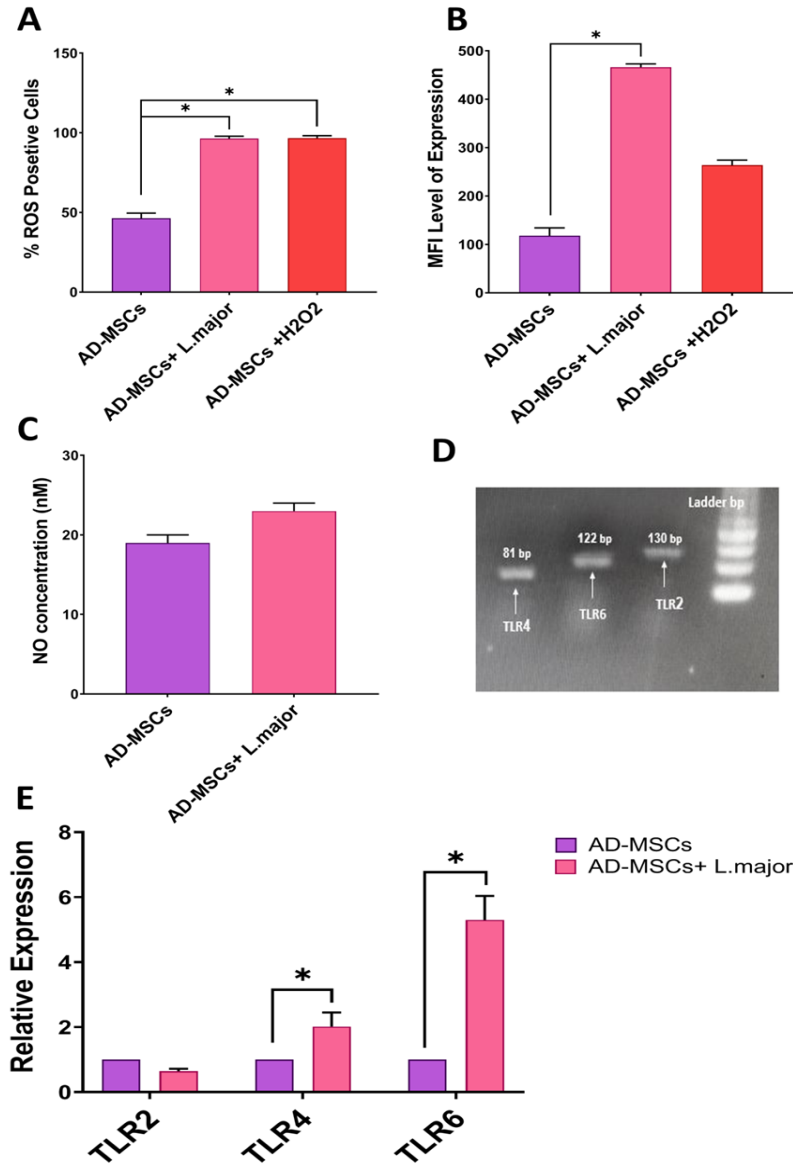 A
% ROS Posetive Cells
150
100
50
0
*
*
AD-MSCs
AD-MSCs+ L.major
AD-MSCs +H2O2
B
MFI Level of Expression
500
400
300
200
100
0
*
AD-MSCs
AD-MSCs+ L.major
AD-MSCs +H2O2
C
NO concentration (nM)
30
20
10
0
AD-MSCs
AD-MSCs+ L.major
D
Ladder bp
81 bp
122 bp
130 bp
TLR4
TLR6
TLR2
E
Relative Expression
8
6
4
2
0
*
*
TLR2
TLR4
TLR6
AD-MSCs
AD-MSCs+ L.major